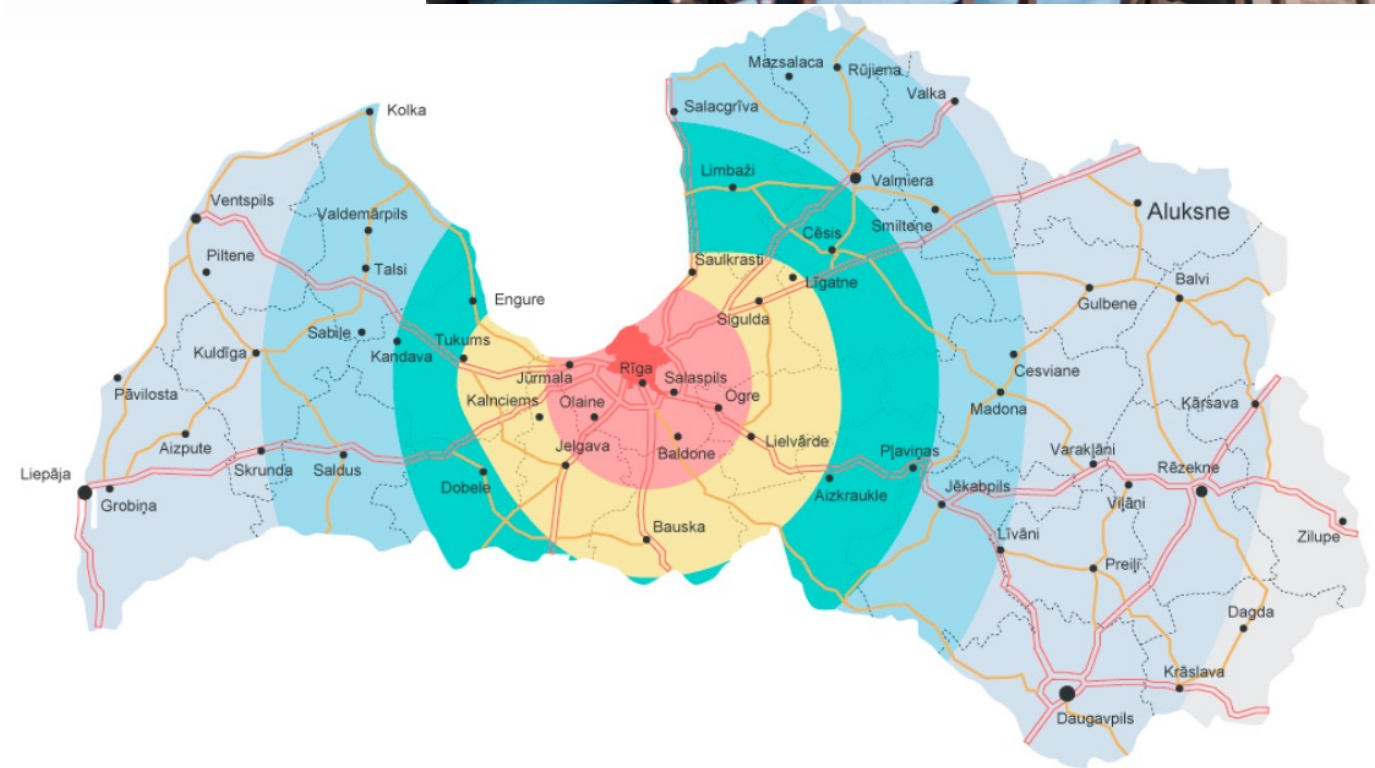 Mazsalaca
Rūjiena
Valka
Salacgrīva
Kolka
Limbaži
Valmiera
Ventspils
Valdemārpils
Aluksne
Smiltene
Cēsis
Piltene
Talsi
Saulkrasti
Līgatne
Balvi
Engure
Gulbene
Sigulda
Sabile
Tukums
Kuldīga
Kandava
Cesviane
Rīga
Jūrmala
Salaspils
Pāvilosta
Ogre
Kalnciems
Olaine
Madona
Kārsava
Aizpute
Lielvārde
Jelgava
Baldone
Pļaviņas
Varakļāni
Rēzekne
Liepāja
Skrunda
Saldus
Dobele
Aizkraukle
Jēkabpils
Viļāni
Grobiņa
Bauska
Līvāni
Zilupe
Preiļi
Dagda
Krāslava
Daugavpils